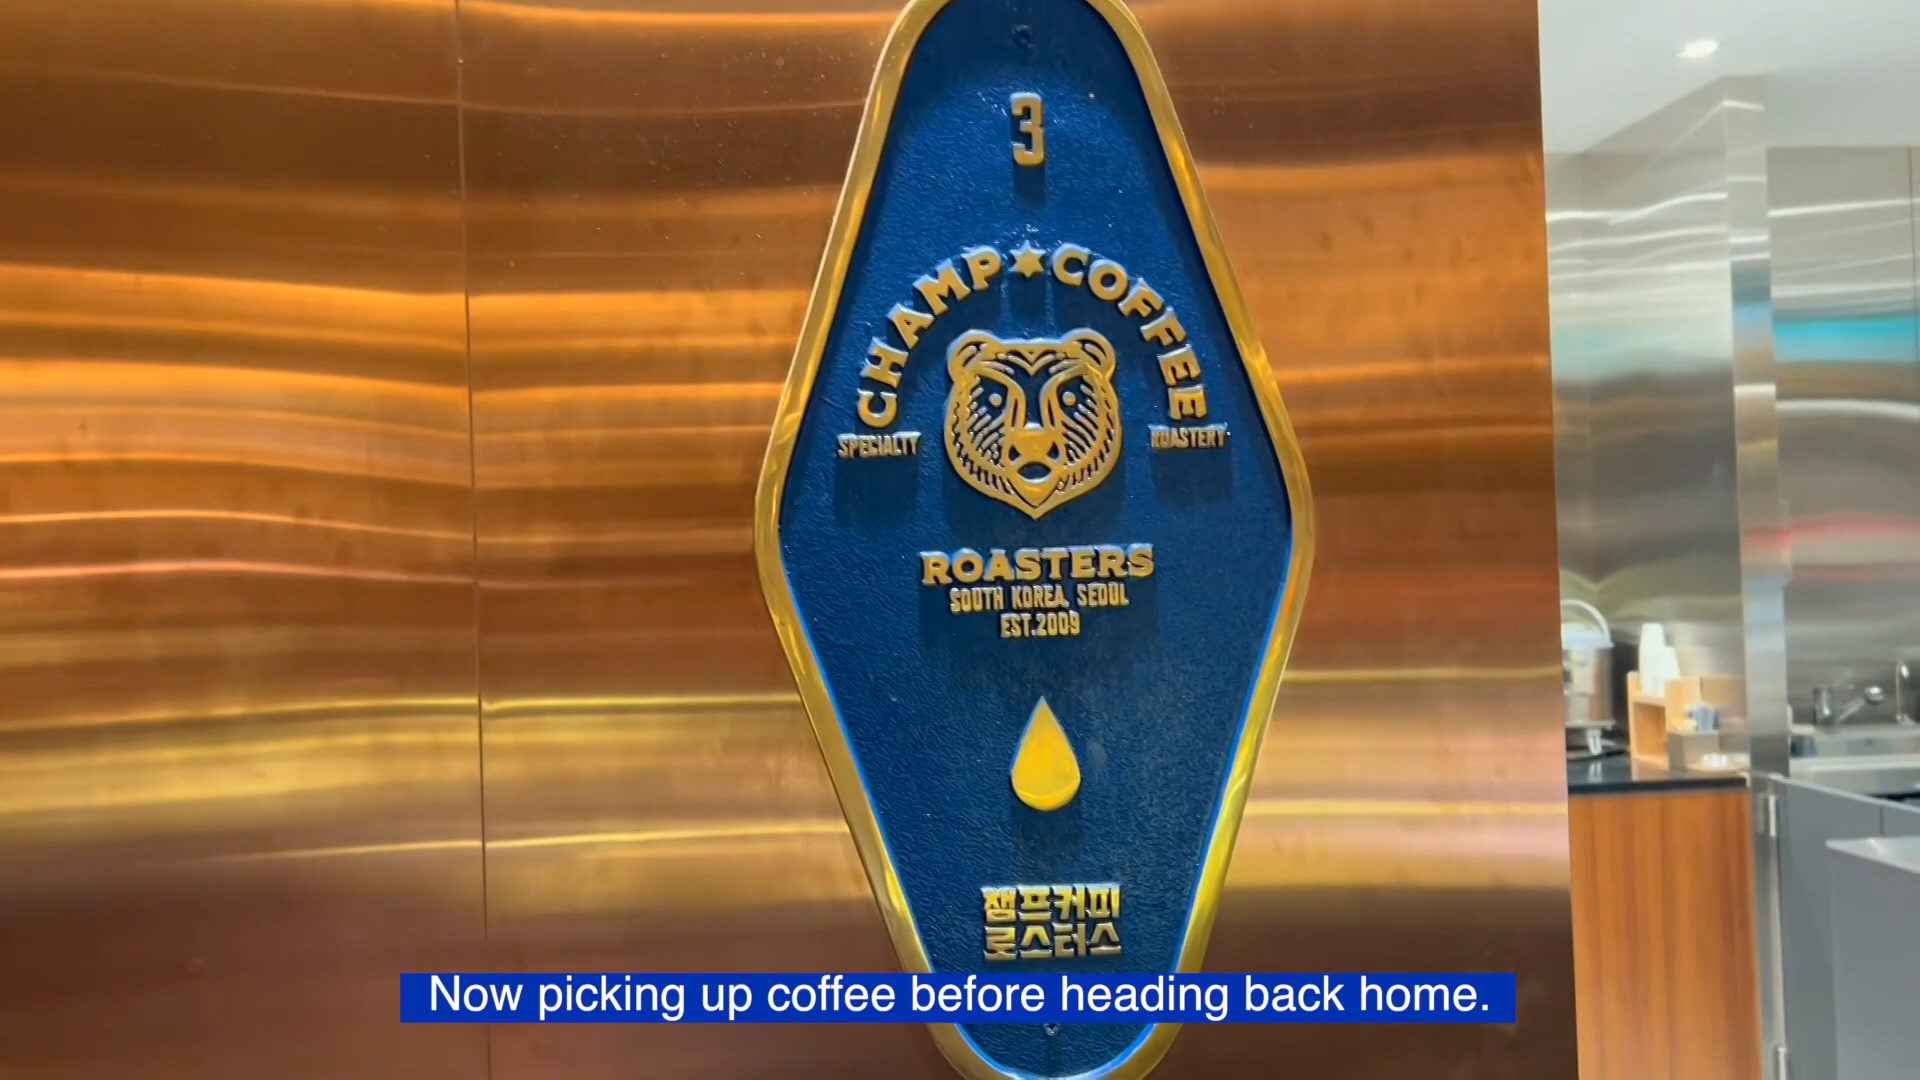 3
CHAMP★COFFEE
SPECIALTY
ROASTERY
ROASTERS
SOUTH KOREA, SEOUL
EST.2009
챔프커피
로스터스
Now picking up coffee before heading back home.